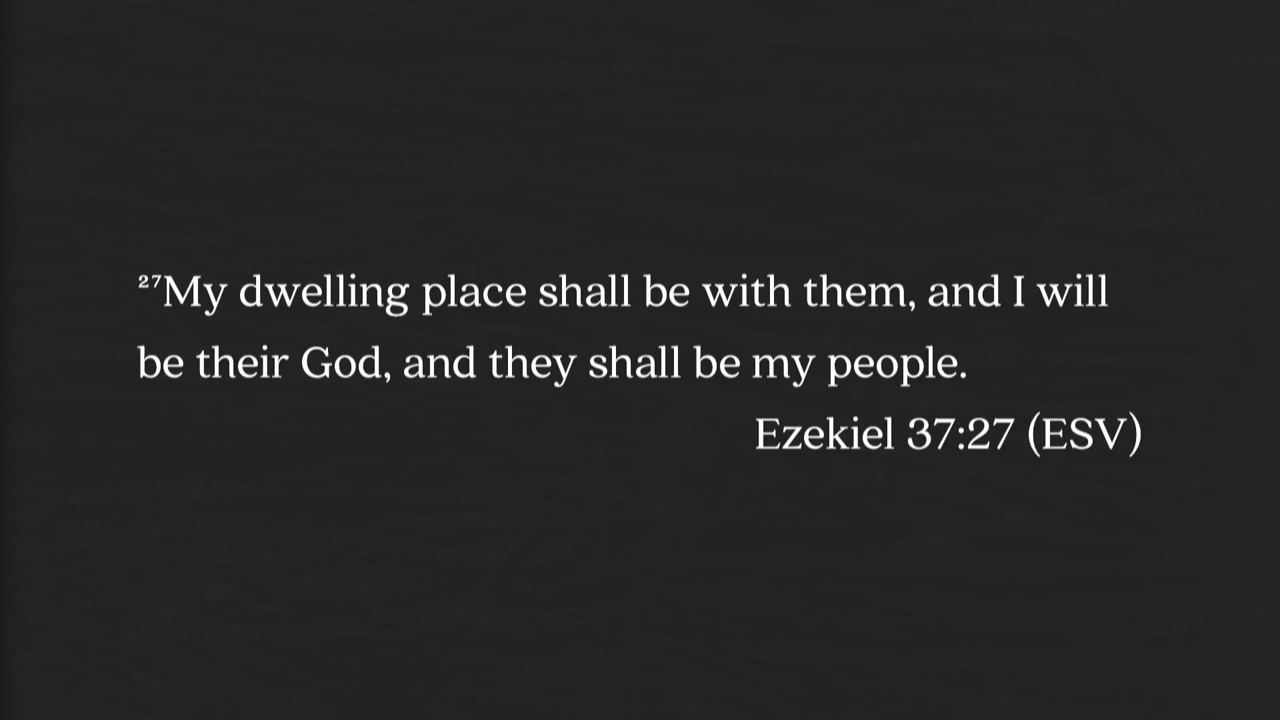 ²⁷My dwelling place shall be with them, and I will
be their God, and they shall be my people.
Ezekiel 37:27 (ESV)